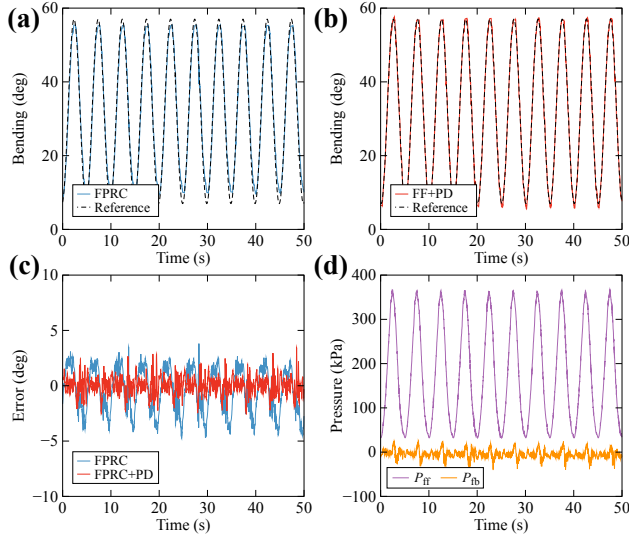 (a)
60
40
20
0
Bending (deg)
FPRC
Reference
0 10 20 30 40 50
Time (s)
(b)
60
40
20
0
Bending (deg)
FF+PD
Reference
0 10 20 30 40 50
Time (s)
(c)
10
5
0
−5
−10
Error (deg)
FPRC
FPRC+PD
0 10 20 30 40 50
Time (s)
(d)
400
300
200
100
0
−100
Pressure (kPa)
Pff Pfb
0 10 20 30 40 50
Time (s)